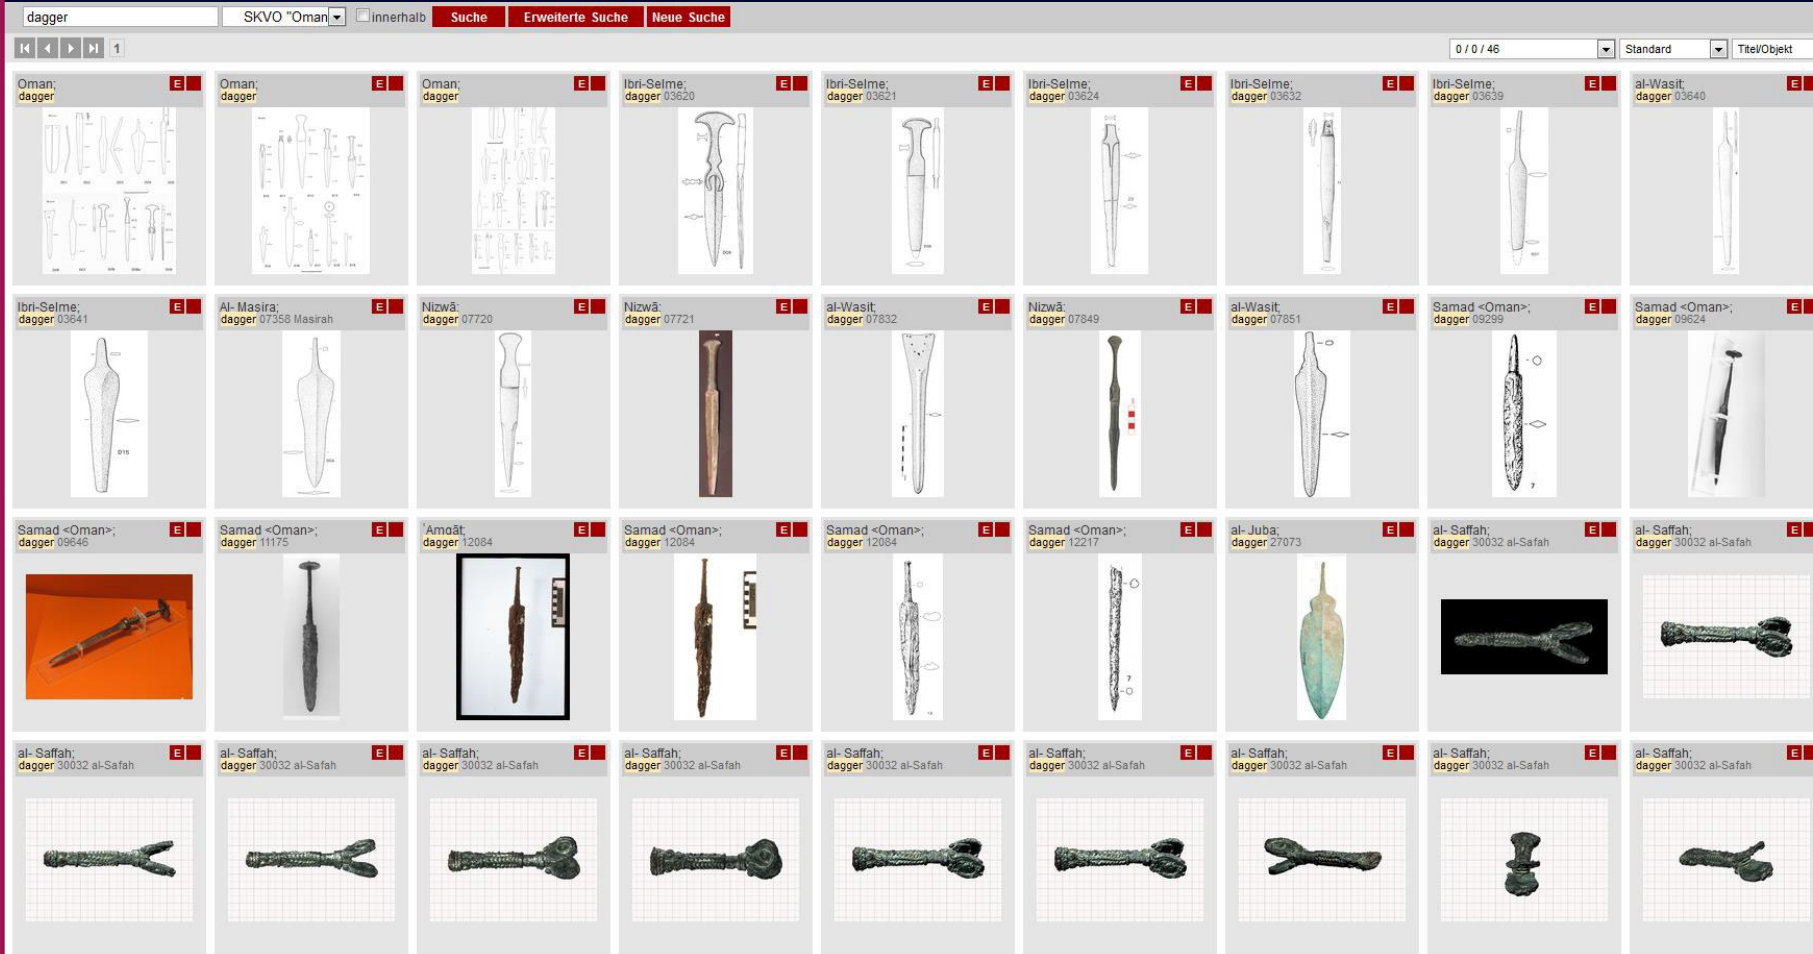 dagger SKVO "Oman innerhalb Suche Erweiterte Suche Neue Suche
1 0 / 0 / 46 Standard Titel/Objekt
Oman; E
dagger
Oman; E
dagger
Oman; E
dagger
Ibri-Selme; E
dagger 03620
Ibri-Selme; E
dagger 03621
Ibri-Selme; E
dagger 03624
Ibri-Selme; E
dagger 03632
Ibri-Selme; E
dagger 03639
al-Wasit; E
dagger 03640
Ibri-Selme; E
dagger 03641
D15
Al- Masira; E
dagger 07358 Masirah
Nizwā: E
dagger 07720
Nizwā: E
dagger 07721
al-Wasit; E
dagger 07832
Nizwā: E
dagger 07849
al-Wasit; E
dagger 07851
Samad <Oman>; E
dagger 09299
7
Samad <Oman>; E
dagger 09624
Samad <Oman>; E
dagger 09646
Samad <Oman>; E
dagger 11175
ʿAmqāt; E
dagger 12084
Samad <Oman>; E
dagger 12084
Samad <Oman>; E
dagger 12084
Samad <Oman>; E
dagger 12217
7
al- Juba; E
dagger 27073
al- Saffah; E
dagger 30032 al-Safah
al- Saffah; E
dagger 30032 al-Safah
al- Saffah; E
dagger 30032 al-Safah
al- Saffah; E
dagger 30032 al-Safah
al- Saffah; E
dagger 30032 al-Safah
al- Saffah; E
dagger 30032 al-Safah
al- Saffah; E
dagger 30032 al-Safah
al- Saffah; E
dagger 30032 al-Safah
al- Saffah; E
dagger 30032 al-Safah
al- Saffah; E
dagger 30032 al-Safah
al- Saffah; E
dagger 30032 al-Safah